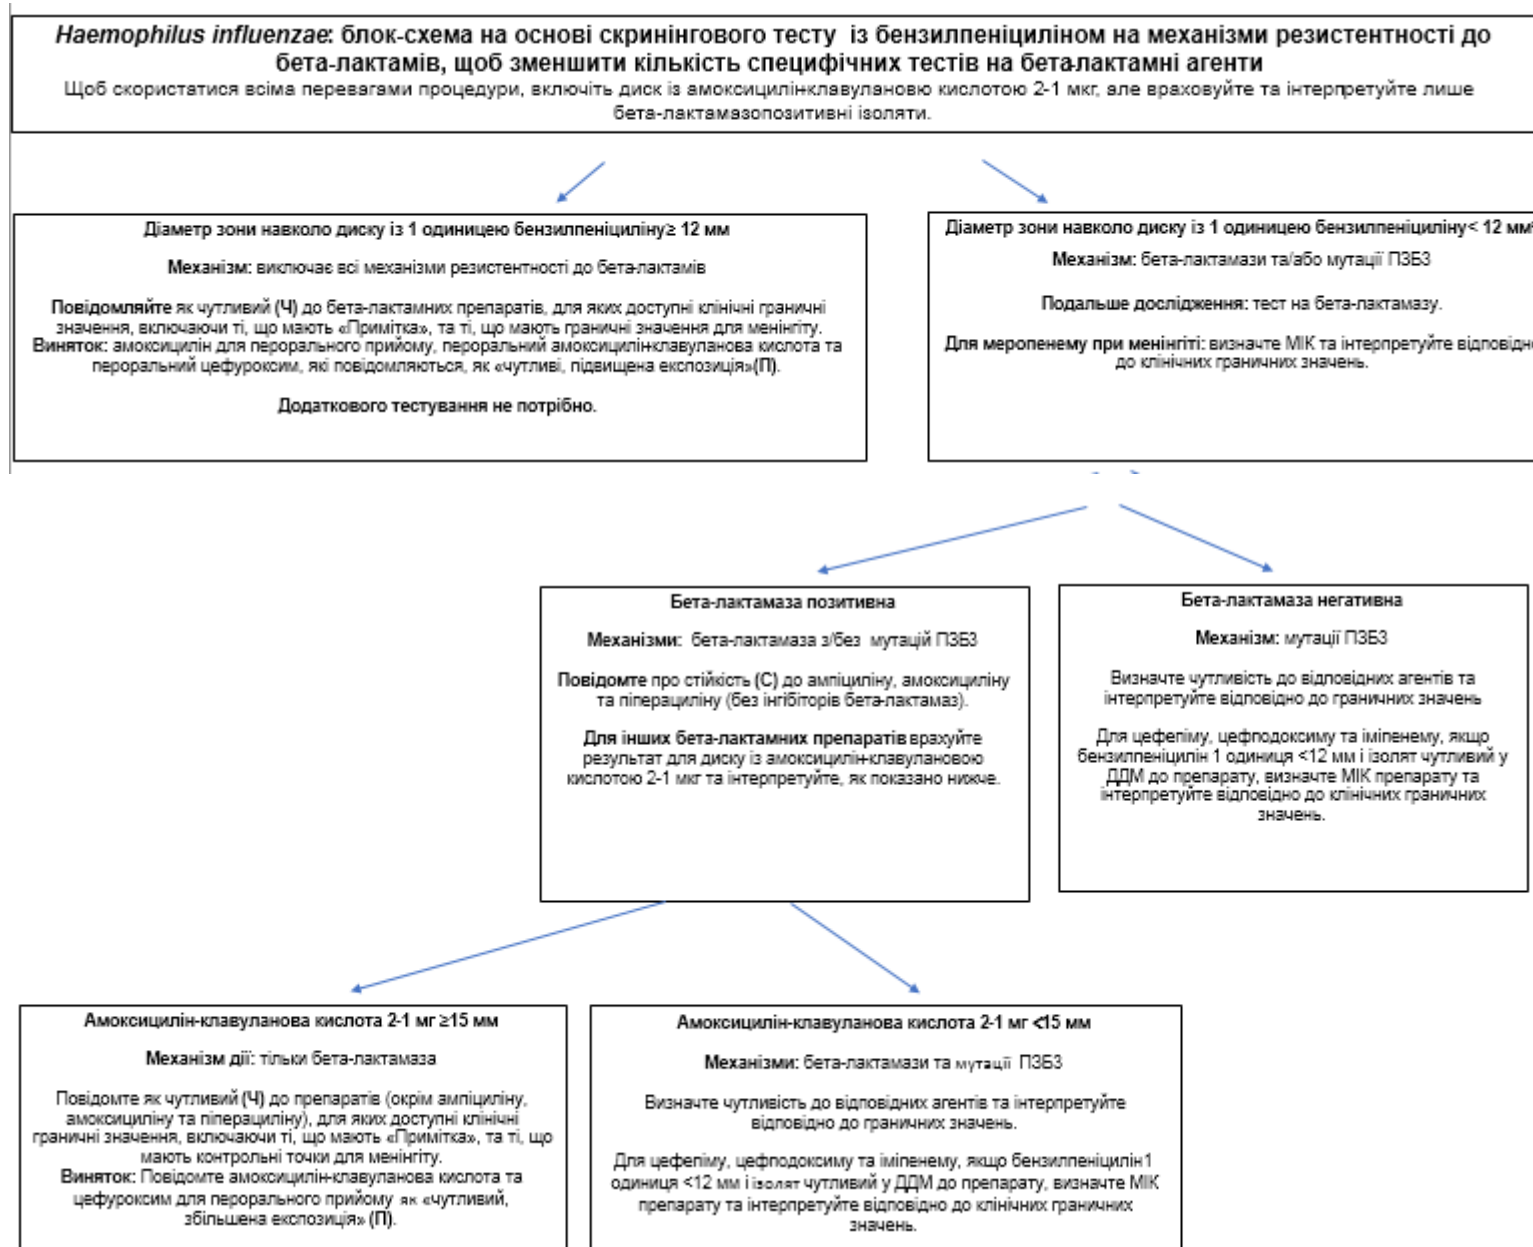 Haemophilus influenzae: блок-схема на основі скринінгового тесту із бензилпеніциліном на механізми резистентності до
бета-лактамів, щоб зменшити кількість специфічних тестів на бета-лактамні агенти
Щоб скористатися всіма перевагами процедури, включіть диск із амоксицилін-клавулановою кислотою 2-1 мкг, але враховуйте та інтерпретуйте лише
бета-лактамазопозитивні ізоляти.
Діаметр зони навколо диску із 1 одиницею бензилпеніциліну ≥ 12 мм
Механізм: виключає всі механізми резистентності до бета-лактамів
Повідомляйте як чутливий (Ч) до бета-лактамних препаратів, для яких доступні клінічні граничні
значення, включаючи ті, що мають «Примітка», та ті, що мають граничні значення для менінгіту.
Виняток: амоксицилін для перорального прийому, пероральний амоксицилін-клавуланова кислота та
пероральний цефуроксим, які повідомляються, як «чутливі, підвищена експозиція»(П).
Додаткового тестування не потрібно.
Діаметр зони навколо диску із 1 одиницею бензилпеніциліну< 12 мм
Механізм: бета-лактамази та/або мутації ПЗБ3
Подальше дослідження: тест на бета-лактамазу.
Для меропенему при менінгіті: визначте МІК та інтерпретуйте відповідно
до клінічних граничних значень.
Бета-лактамаза позитивна
Механізми: бета-лактамаза з/без мутацій ПЗБ3
Повідомте про стійкість (С) до ампіциліну, амоксициліну
та піперациліну (без інгібіторів бета-лактамаз).
Для інших бета-лактамних препаратів врахуйте
результат для диску із амоксицилін-клавулановою
кислотою 2-1 мкг та інтерпретуйте, як показано нижче.
Бета-лактамаза негативна
Механізм: мутації ПЗБ3
Визначте чутливість до відповідних агентів та
інтерпретуйте відповідно до граничних значень
Для цефепіму, цефподоксиму та іміпенему, якщо
бензилпеніцилін 1 одиниця <12 мм і ізолят чутливий у
ДДМ до препарату, визначте МІК препарату та
інтерпретуйте відповідно до клінічних граничних
значень.
Амоксицилін-клавуланова кислота 2-1 мг ≥15 мм
Механізм дії: тільки бета-лактамаза
Повідомте як чутливий (Ч) до препаратів (окрім ампіциліну,
амоксициліну та піперациліну), для яких доступні клінічні
граничні значення, включаючи ті, що мають «Примітка», та ті, що
мають контрольні точки для менінгіту.
Виняток: Повідомте амоксицилін-клавуланова кислота та
цефуроксим для перорального прийому як «чутливий,
збільшена експозиція» (П).
Амоксицилін-клавуланова кислота 2-1 мг <15 мм
Механізми: бета-лактамази та мутації ПЗБ3
Визначте чутливість до відповідних агентів та інтерпретуйте
відповідно до граничних значень.
Для цефепіму, цефподоксиму та іміпенему, якщо бензилпеніцилін 1
одиниця <12 мм і ізолят чутливий у ДДМ до препарату, визначте МІК
препарату та інтерпретуйте відповідно до клінічних граничних
значень.